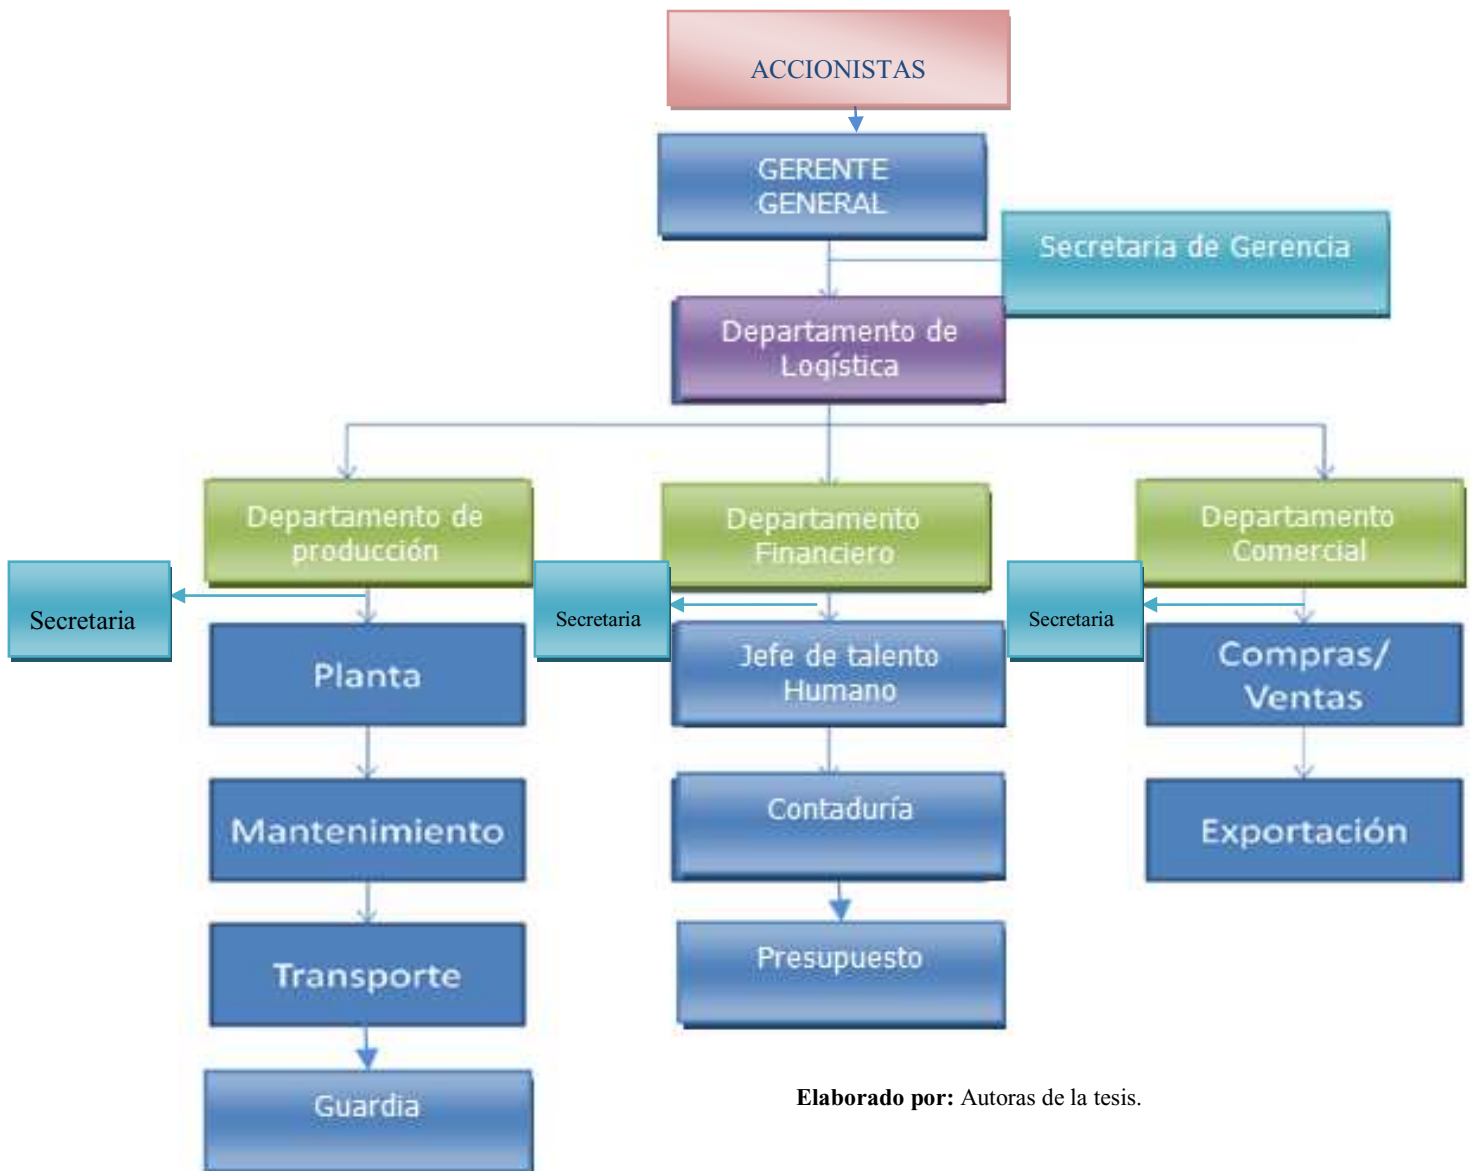 ACCIONISTAS
GERENTE
GENERAL
Secretaria de Gerencia
Departamento de
Logística
Departamento de
producción
Departamento
Financiero
Departamento
Comercial
Secretaria
Secretaria
Secretaria
Planta
Jefe de talento
Humano
Compras/
Ventas
Mantenimiento
Contaduría
Exportación
Transporte
Presupuesto
Guardia
Elaborado por: Autoras de la tesis.